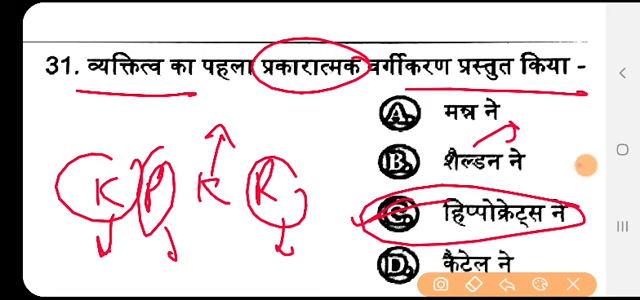 31. व्यक्तित्व का पहला प्रकारात्मक वर्गीकरण प्रस्तुत किया -
A. मन्न ने
B. शैल्डन ने
C. हिप्पोक्रेट्स ने
D. कैटेल ने
K P K R